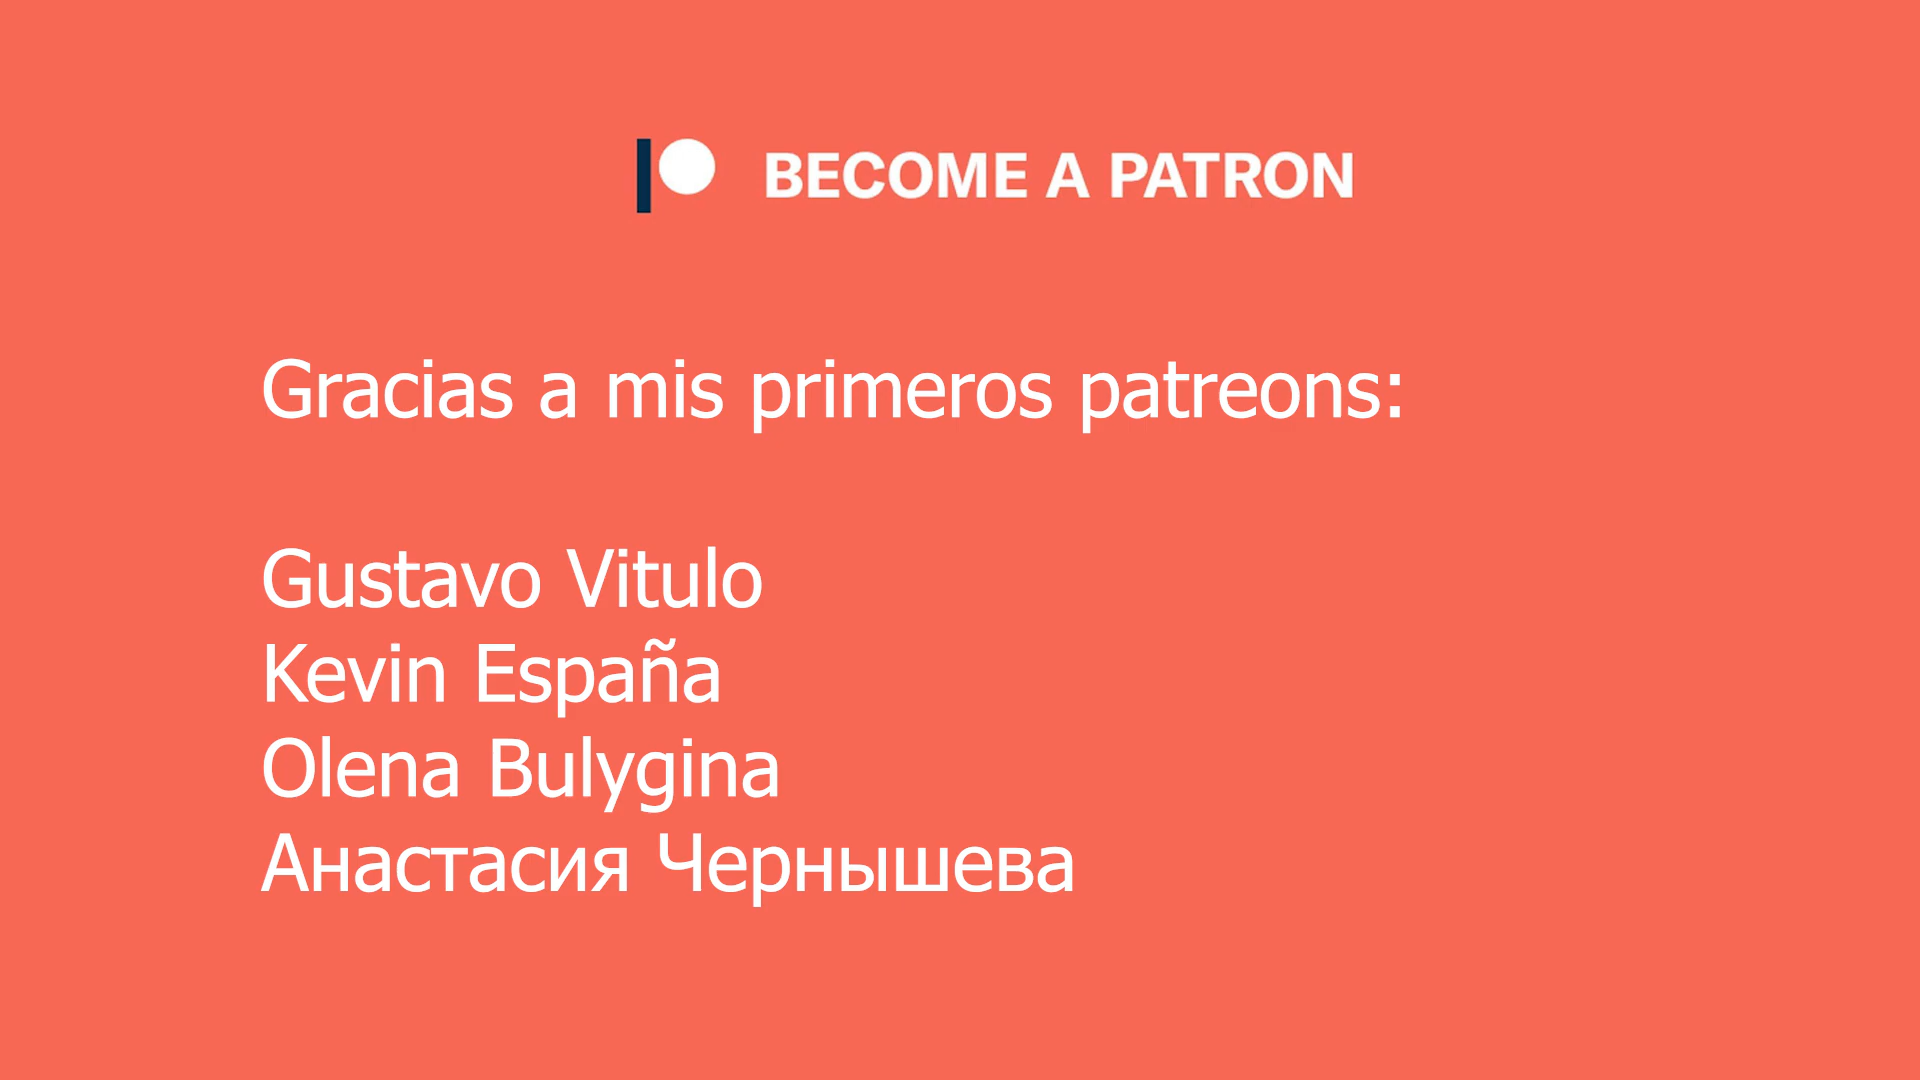 BECOME A PATRON
Gracias a mis primeros patreons:
Gustavo Vitulo
Kevin España
Olena Bulygina
Анастасия Чернышева